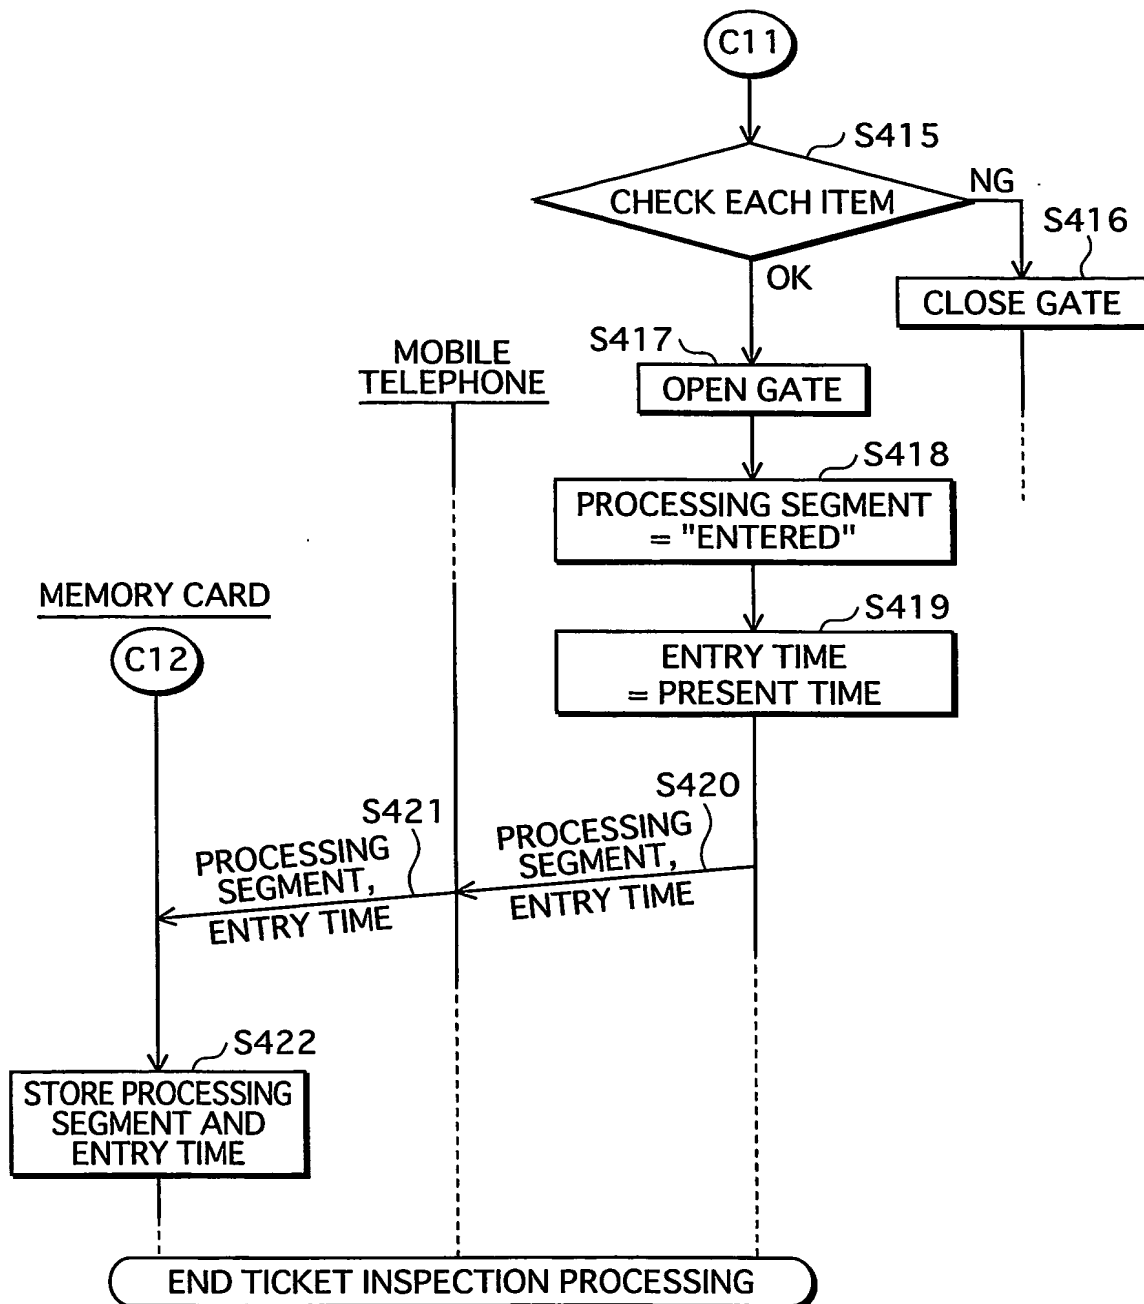 C11
S415
CHECK EACH ITEM
NG
S416
OK
CLOSE GATE
S417
MOBILE
TELEPHONE
OPEN GATE
S418
PROCESSING SEGMENT
= "ENTERED"
MEMORY CARD
S419
C12
ENTRY TIME
= PRESENT TIME
S420
S421
PROCESSING
SEGMENT,
ENTRY TIME
PROCESSING
SEGMENT,
ENTRY TIME
S422
STORE PROCESSING
SEGMENT AND
ENTRY TIME
END TICKET INSPECTION PROCESSING